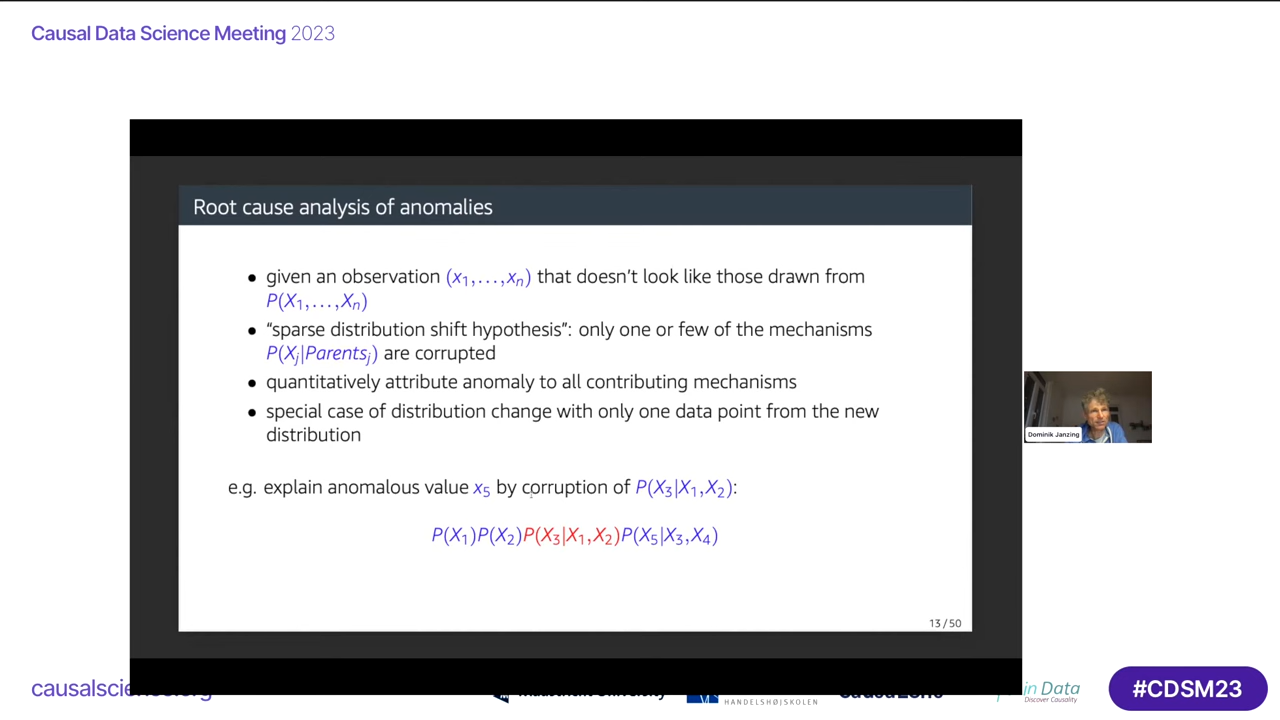 Causal Data Science Meeting 2023
Root cause analysis of anomalies
• given an observation (x₁,...,xₙ) that doesn't look like those drawn from
P(X₁,...,Xₙ)
• “sparse distribution shift hypothesis”: only one or few of the mechanisms
P(Xⱼ|Parentsⱼ) are corrupted
• quantitatively attribute anomaly to all contributing mechanisms
• special case of distribution change with only one data point from the new
distribution
e.g. explain anomalous value x₅ by corruption of P(X₃|X₁,X₂):
P(X₁)P(X₂)P(X₃|X₁,X₂)P(X₅|X₃,X₄)
13 / 50
Dominik Janzing
HANDELSHØJSKOLEN
in Data
Discover Causality
#CDSM23